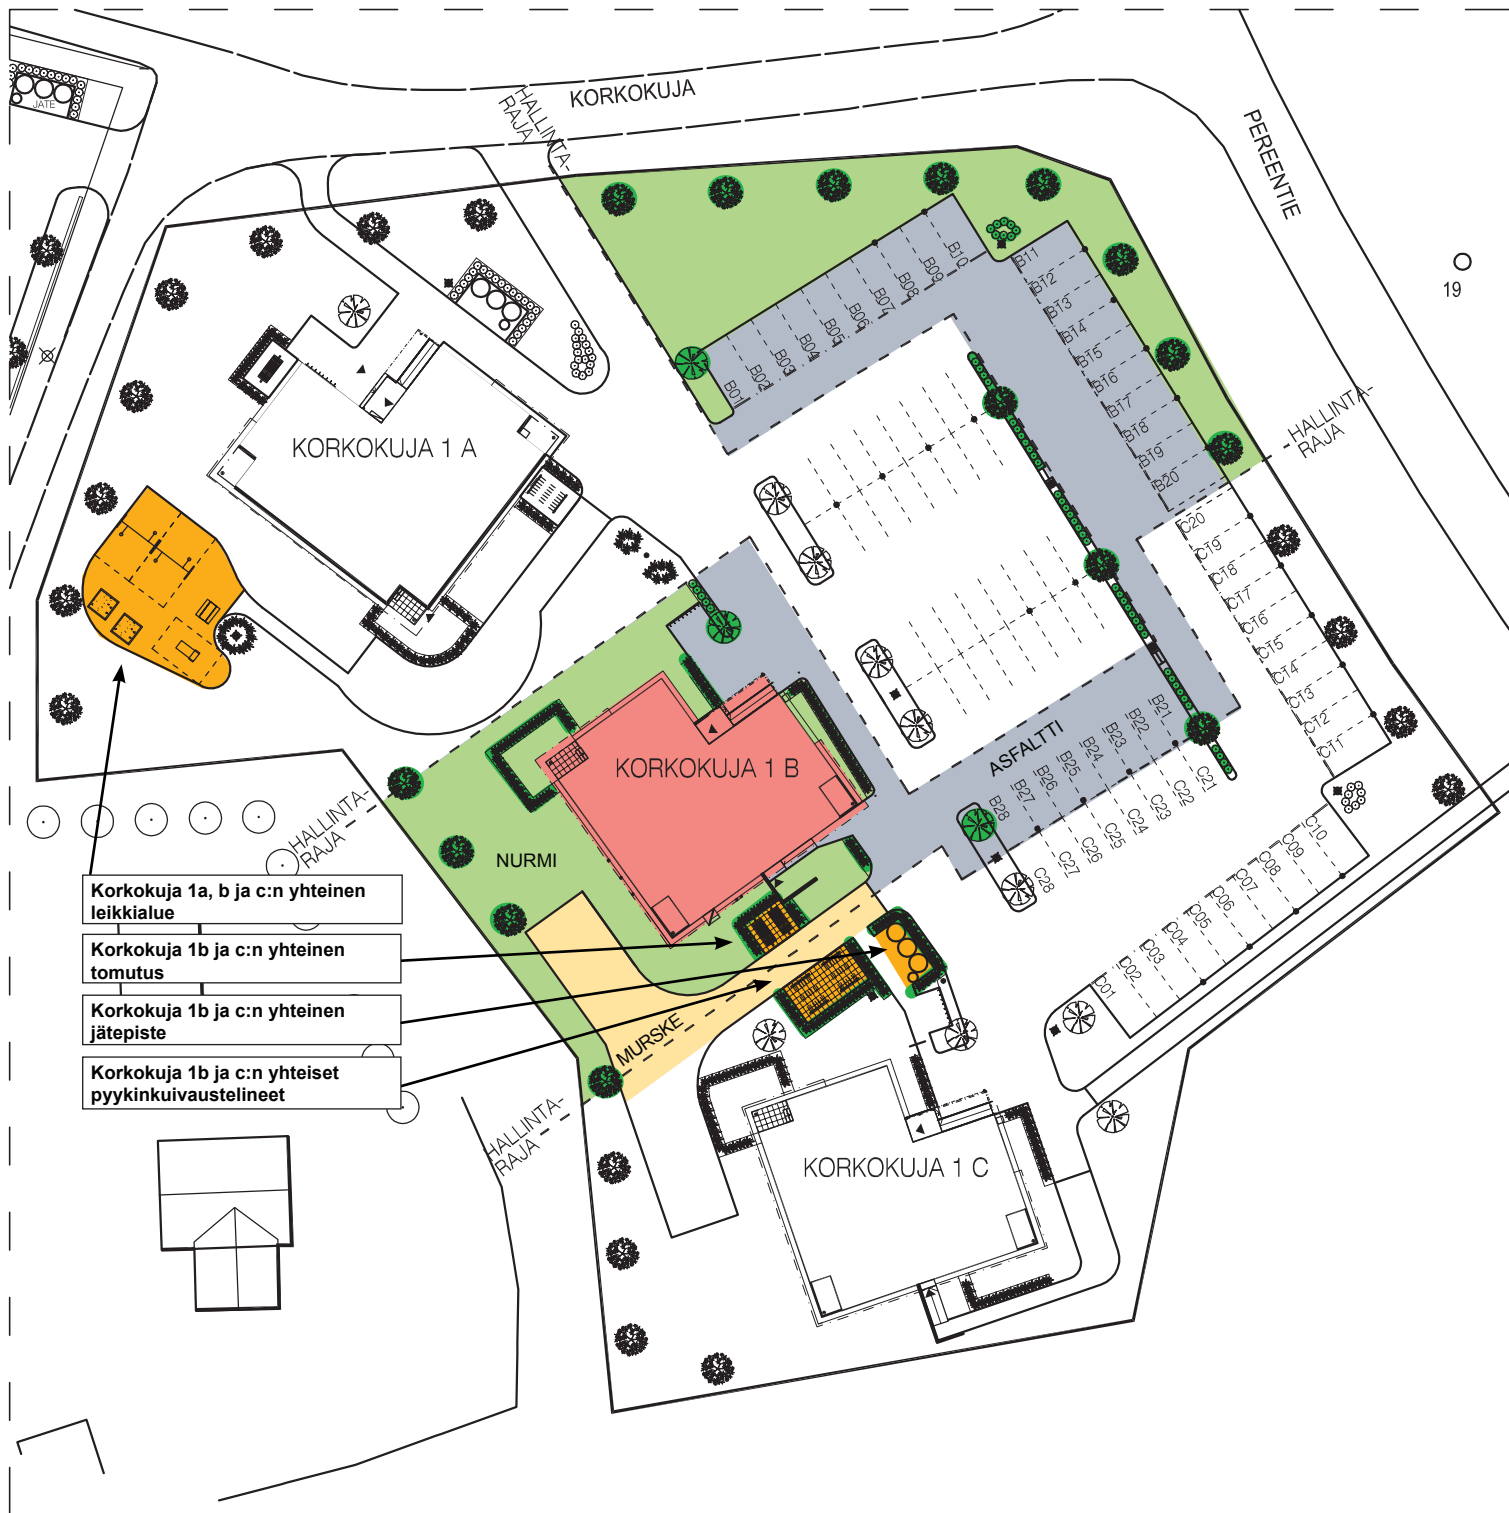 JÄTE
KORKOKUJA
HALLINTA-
RAJA
PEREENTIE
19
B01
B02
B03
B04
B05
B06
B07
B08
B09
B10
B11
B12
B13
B14
B15
B16
B17
B18
B19
B20
HALLINTA-
RAJA
KORKOKUJA 1 A
C20
C19
C18
C17
C16
C15
C14
C13
C12
C11
KORKOKUJA 1 B
ASFALTTI
B21
B22
B23
B24
B25
B26
B27
B28
C21
C22
C23
C24
C25
C26
C27
C28
HALLINTA-
RAJA
NURMI
C10
C09
C08
C07
C06
C05
C04
C03
C02
C01
Korkokuja 1a, b ja c:n yhteinen
leikkialue
Korkokuja 1b ja c:n yhteinen
tomutus
Korkokuja 1b ja c:n yhteinen
jätepiste
Korkokuja 1b ja c:n yhteiset
pyykinkuivaustelineet
MURSKE
HALLINTA-
RAJA
KORKOKUJA 1 C